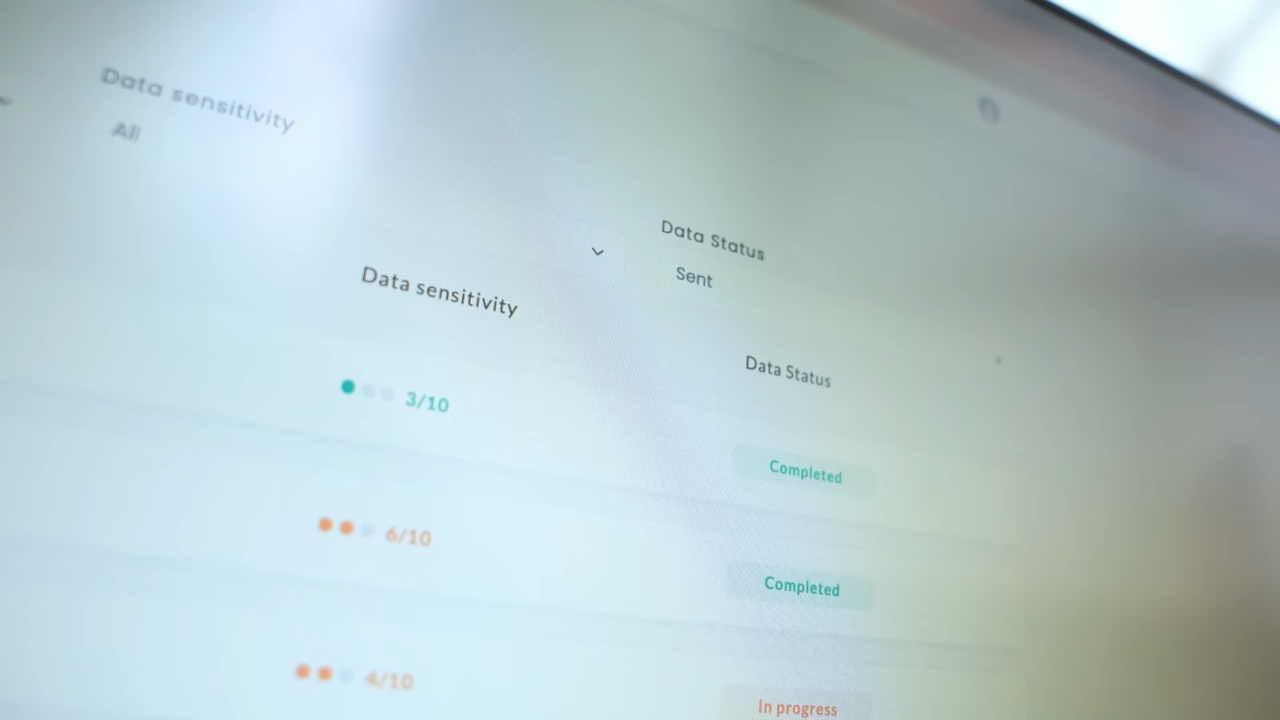 Data sensitivity
All
Data Status
Sent
Data sensitivity
Data Status
3/10
Completed
6/10
Completed
4/10
In progress